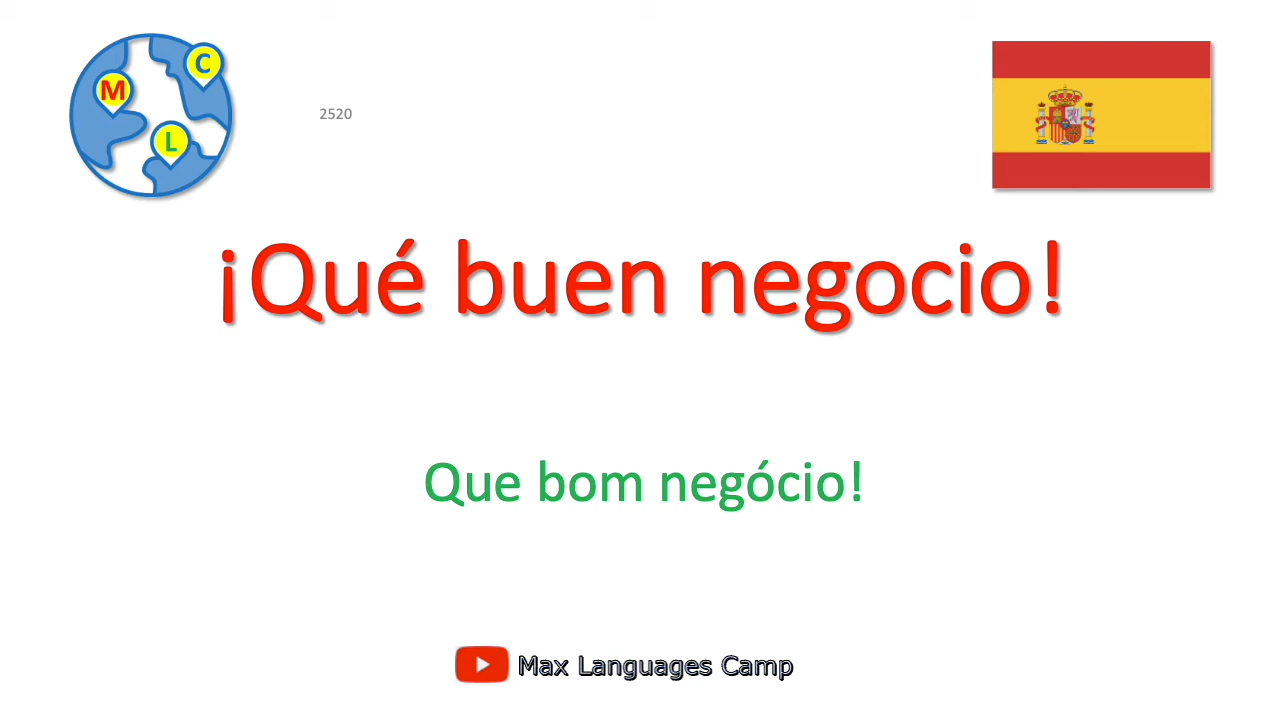 M
C
L
2520
¡Qué buen negocio!
Que bom negócio!
Max Languages Camp